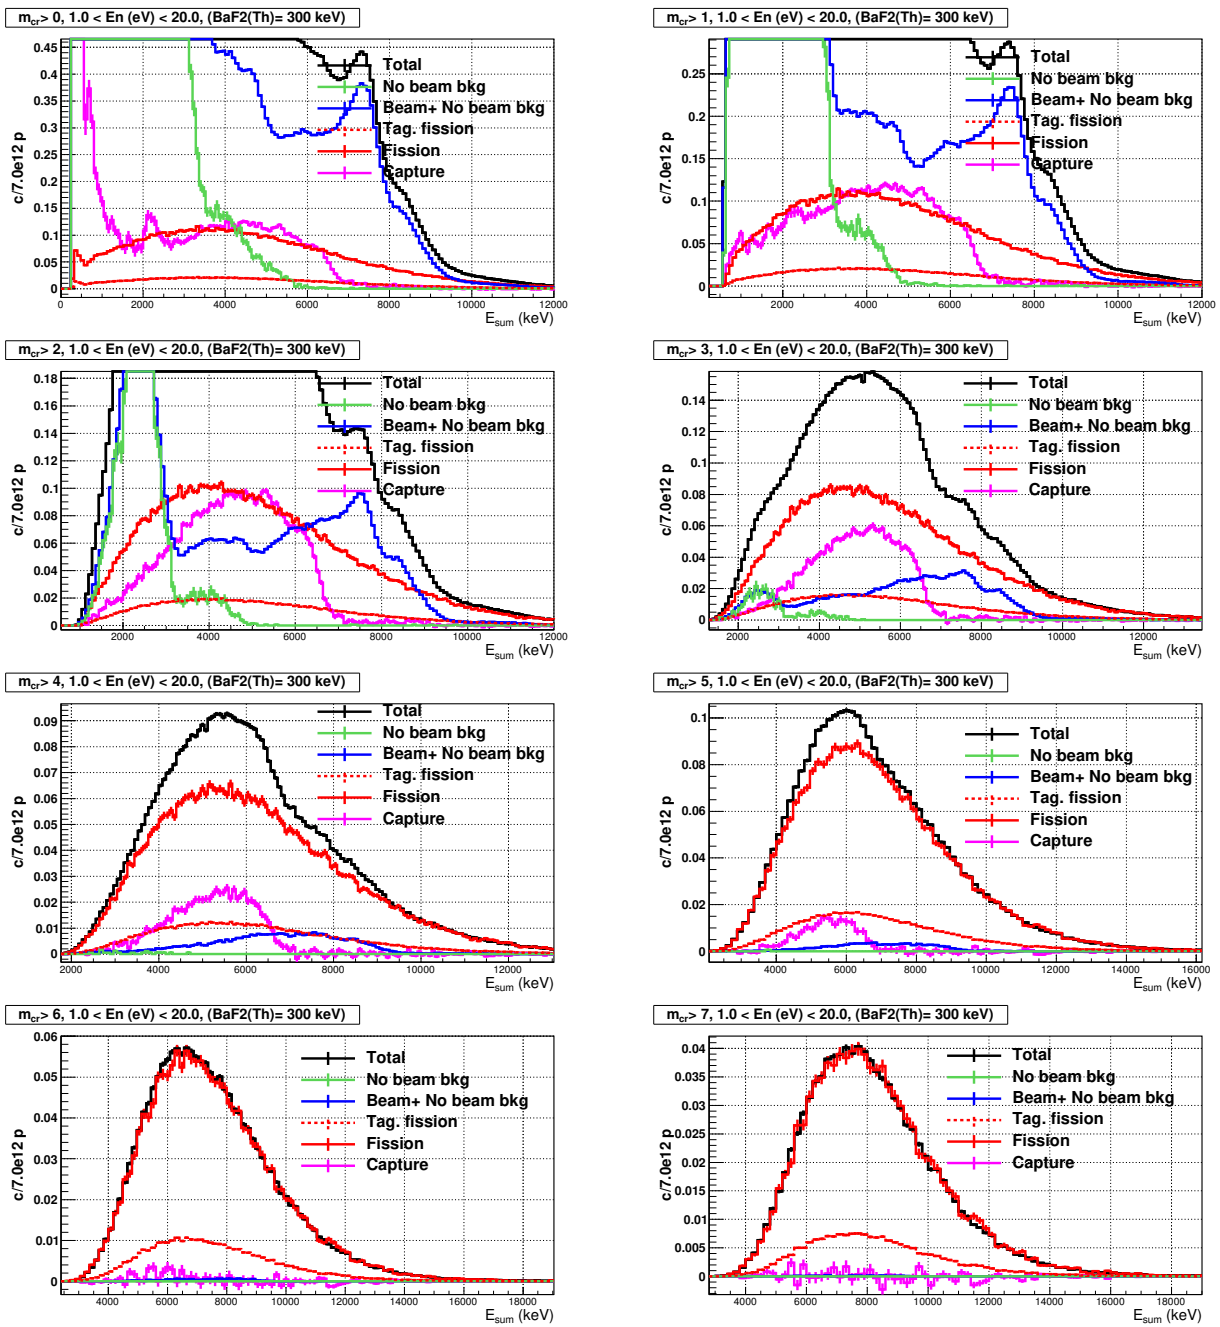 m_cr> 0, 1.0 < En (eV) < 20.0, (BaF2(Th)= 300 keV)
c/7.0e12 p
0.45
0.4
0.35
0.3
0.25
0.2
0.15
0.1
0.05
0
Total
No beam bkg
Beam+ No beam bkg
Tag. fission
Fission
Capture
0 2000 4000 6000 8000 10000 12000
E_sum (keV)
m_cr> 1, 1.0 < En (eV) < 20.0, (BaF2(Th)= 300 keV)
c/7.0e12 p
0.25
0.2
0.15
0.1
0.05
0
Total
No beam bkg
Beam+ No beam bkg
Tag. fission
Fission
Capture
2000 4000 6000 8000 10000 12000
E_sum (keV)
m_cr> 2, 1.0 < En (eV) < 20.0, (BaF2(Th)= 300 keV)
c/7.0e12 p
0.18
0.16
0.14
0.12
0.1
0.08
0.06
0.04
0.02
0
Total
No beam bkg
Beam+ No beam bkg
Tag. fission
Fission
Capture
2000 4000 6000 8000 10000 12000
E_sum (keV)
m_cr> 3, 1.0 < En (eV) < 20.0, (BaF2(Th)= 300 keV)
c/7.0e12 p
0.14
0.12
0.1
0.08
0.06
0.04
0.02
0
Total
No beam bkg
Beam+ No beam bkg
Tag. fission
Fission
Capture
2000 4000 6000 8000 10000 12000
E_sum (keV)
m_cr> 4, 1.0 < En (eV) < 20.0, (BaF2(Th)= 300 keV)
c/7.0e12 p
0.09
0.08
0.07
0.06
0.05
0.04
0.03
0.02
0.01
0
Total
No beam bkg
Beam+ No beam bkg
Tag. fission
Fission
Capture
2000 4000 6000 8000 10000 12000
E_sum (keV)
m_cr> 5, 1.0 < En (eV) < 20.0, (BaF2(Th)= 300 keV)
c/7.0e12 p
0.1
0.08
0.06
0.04
0.02
0
Total
No beam bkg
Beam+ No beam bkg
Tag. fission
Fission
Capture
4000 6000 8000 10000 12000 14000 16000
E_sum (keV)
m_cr> 6, 1.0 < En (eV) < 20.0, (BaF2(Th)= 300 keV)
c/7.0e12 p
0.06
0.05
0.04
0.03
0.02
0.01
0
Total
No beam bkg
Beam+ No beam bkg
Tag. fission
Fission
Capture
4000 6000 8000 10000 12000 14000 16000 18000
E_sum (keV)
m_cr> 7, 1.0 < En (eV) < 20.0, (BaF2(Th)= 300 keV)
c/7.0e12 p
0.04
0.035
0.03
0.025
0.02
0.015
0.01
0.005
0
Total
No beam bkg
Beam+ No beam bkg
Tag. fission
Fission
Capture
4000 6000 8000 10000 12000 14000 16000 18000
E_sum (keV)